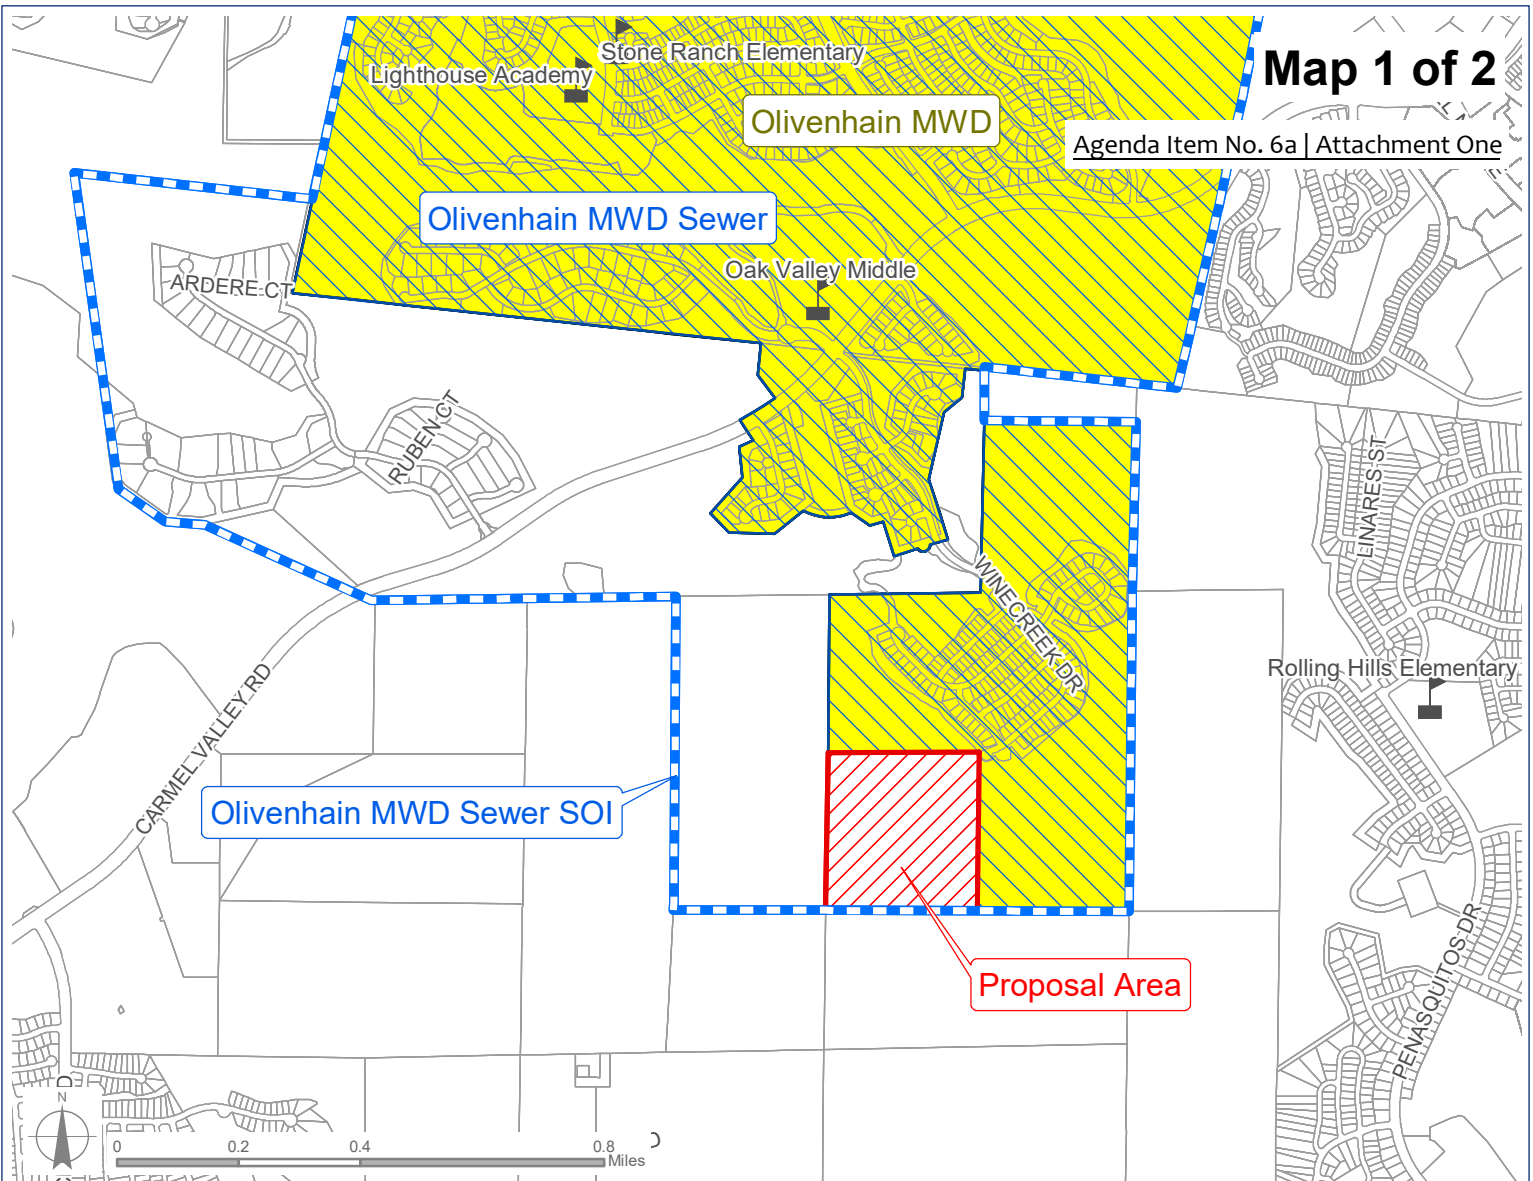 Map 1 of 2
Stone Ranch Elementary
Lighthouse Academy
Olivenhain MWD
Agenda Item No. 6a | Attachment One
Olivenhain MWD Sewer
Oak Valley Middle
ARDERE CT
RUBEN CT
LINARES ST
WINECREEK DR
Rolling Hills Elementary
CARMEL VALLEY RD
Olivenhain MWD Sewer SOI
Proposal Area
PENASQUITOS DR
N
0 0.2 0.4 0.8
Miles